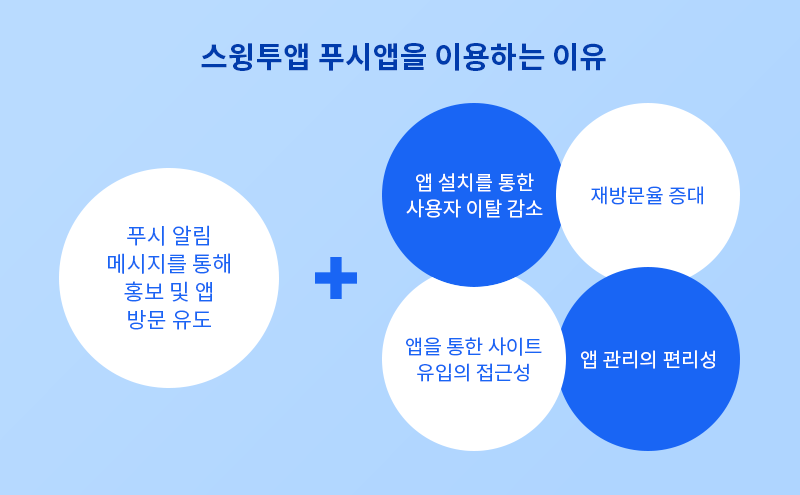 스윙투앱 푸시앱을 이용하는 이유
푸시 알림
메시지를 통해
홍보 및 앱
방문 유도
앱 설치를 통한
사용자 이탈 감소
재방문율 증대
앱을 통한 사이트
유입의 접근성
앱 관리의 편리성